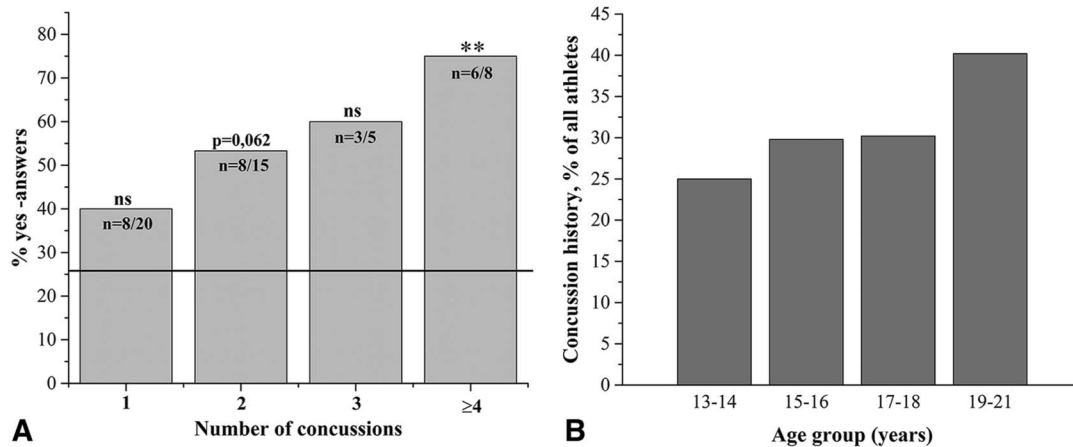 80
70
60
50
40
30
20
10
0
% yes -answers
ns
n=8/20
p=0,062
n=8/15
ns
n=3/5
**
n=6/8
1 2 3 ≥4
Number of concussions
A
45
40
35
30
25
20
15
10
5
0
Concussion history, % of all athletes
13-14 15-16 17-18 19-21
Age group (years)
B